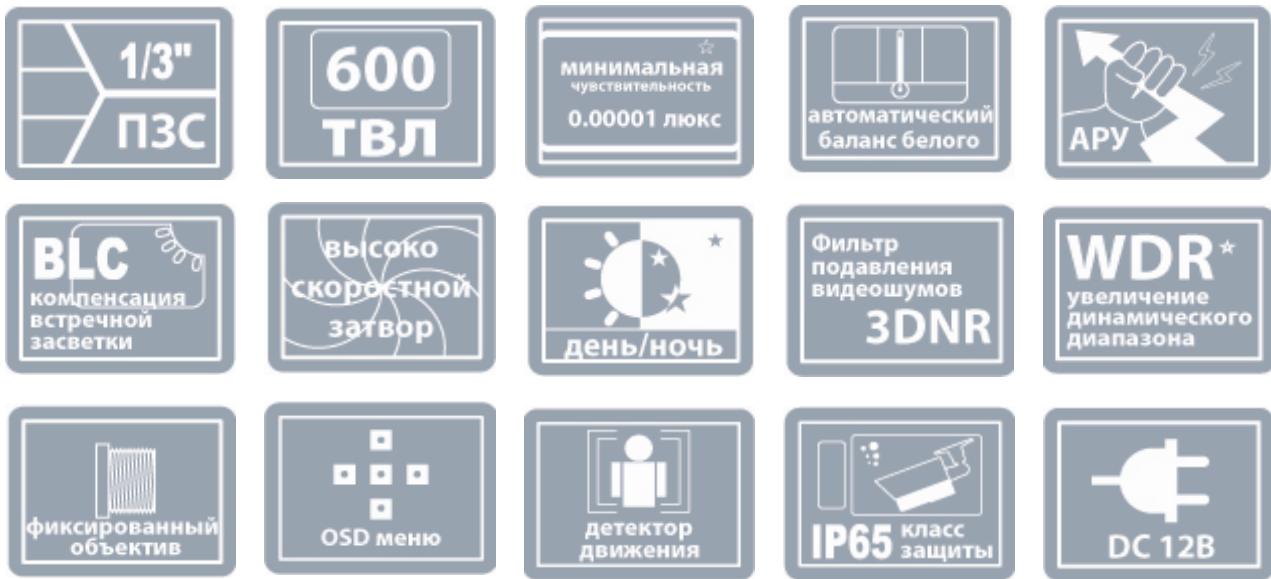 1/3"
ПЗС
600
ТВЛ
минимальная
чувствительность
0.00001 люкс
автоматический
баланс белого
АРУ
BLC
компенсация
встречной
засветки
высоко
скоростной
затвор
день/ночь
Фильтр
подавления
видеошумов
3DNR
WDR
увеличение
динамического
диапазона
фиксированный
объектив
OSD меню
детектор
движения
IP65 класс
защиты
DC 12В